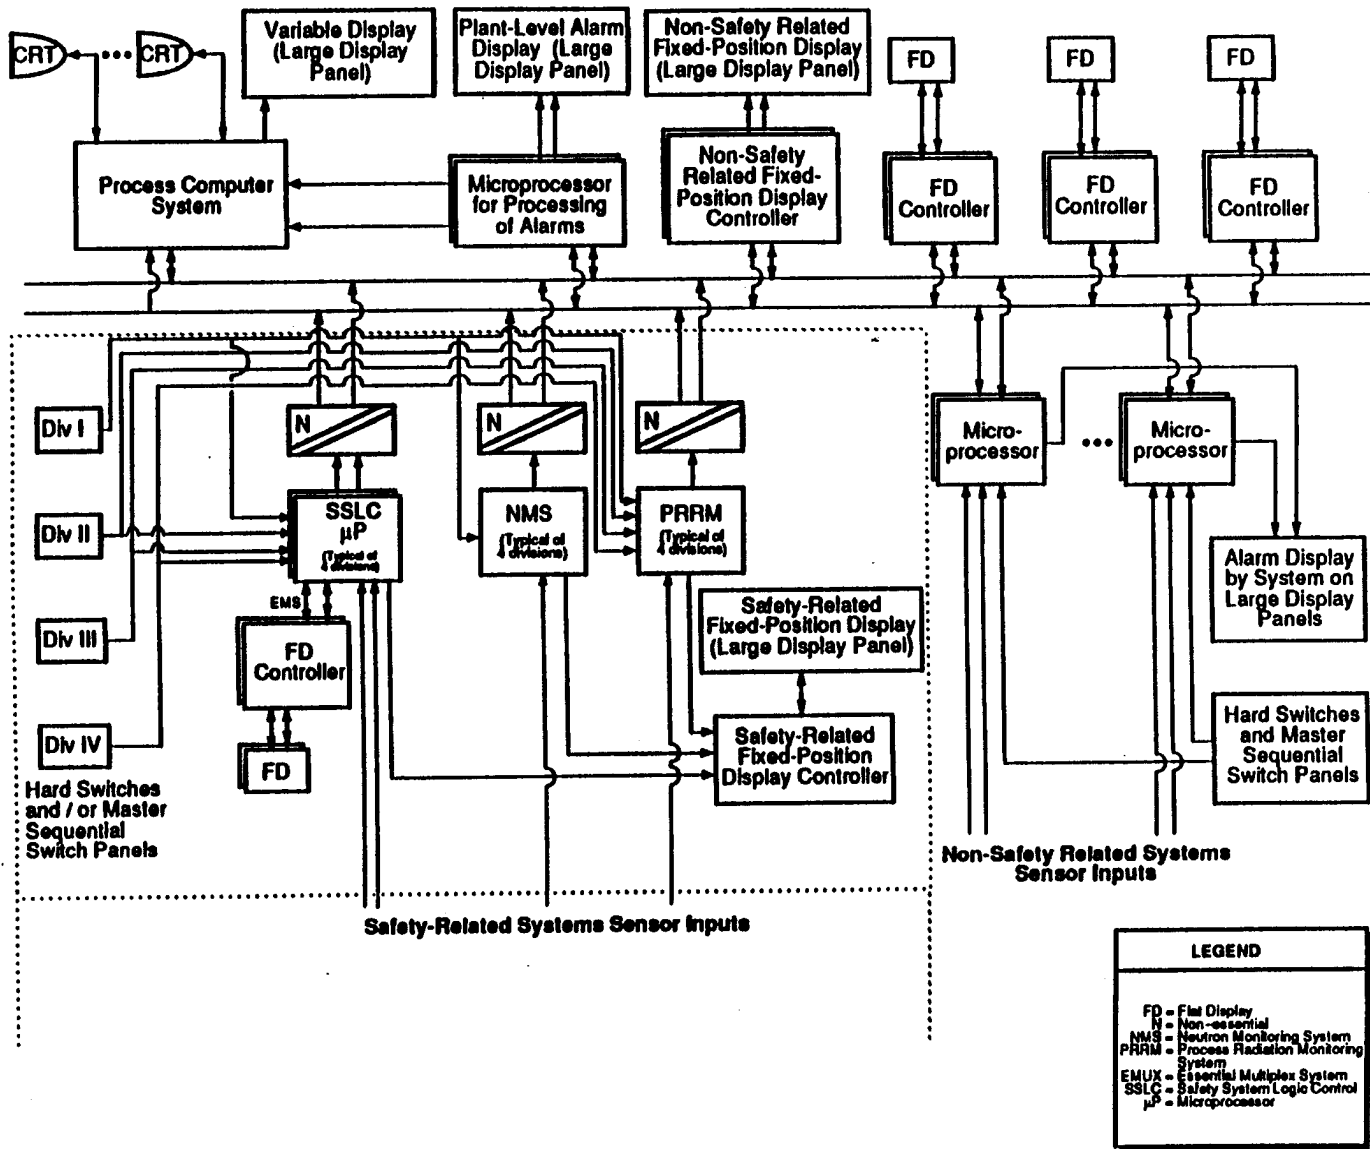 CRT
CRT
Variable Display
(Large Display
Panel)
Plant-Level Alarm
Display (Large
Display Panel)
Non-Safety Related
Fixed-Position Display
(Large Display Panel)
FD
FD
FD
Process Computer
System
Microprocessor
for Processing
of Alarms
Non-Safety
Related Fixed-
Position Display
Controller
FD
Controller
FD
Controller
FD
Controller
Div I
N
N
N
Micro-
processor
Micro-
processor
Div II
SSLC
µP
(Typical of
4 divisions)
NMS
(Typical of
4 divisions)
PRRM
(Typical of
4 divisions)
Alarm Display
by System on
Large Display
Panels
EMS
Div III
FD
Controller
Safety-Related
Fixed-Position Display
(Large Display Panel)
Div IV
FD
Safety-Related
Fixed-Position
Display Controller
Hard Switches
and Master
Sequential
Switch Panels
Hard Switches
and / or Master
Sequential
Switch Panels
Non-Safety Related Systems
Sensor Inputs
Safety-Related Systems Sensor Inputs
LEGEND
FD = Flat Display
N = Non-essential
NMS = Neutron Monitoring System
PRRM = Process Radiation Monitoring
System
EMUX = Essential Multiplex System
SSLC = Safety System Logic Control
µP = Microprocessor